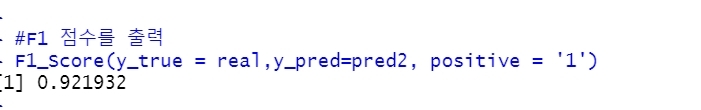 > #F1 점수를 출력
> F1_Score(y_true = real,y_pred=pred2, positive = '1')
[1] 0.921932